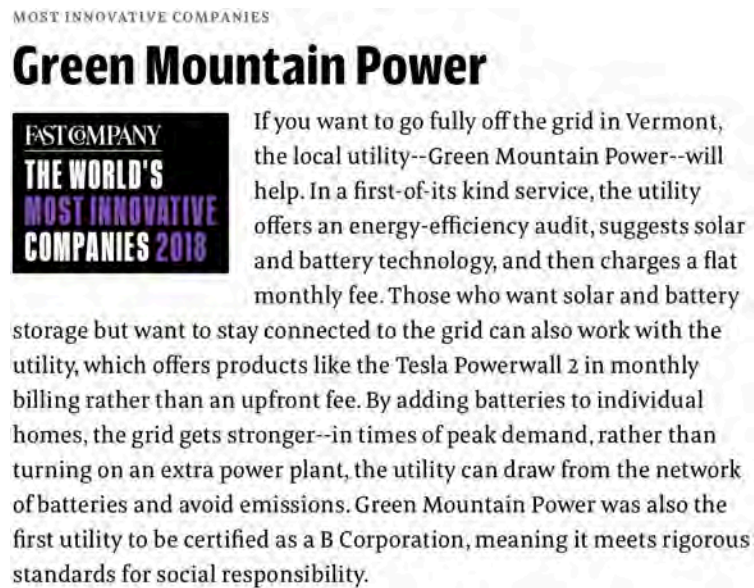 MOST INNOVATIVE COMPANIES
Green Mountain Power
FAST COMPANY
THE WORLD'S
MOST INNOVATIVE
COMPANIES 2018
If you want to go fully off the grid in Vermont,
the local utility--Green Mountain Power--will
help. In a first-of-its kind service, the utility
offers an energy-efficiency audit, suggests solar
and battery technology, and then charges a flat
monthly fee. Those who want solar and battery
storage but want to stay connected to the grid can also work with the
utility, which offers products like the Tesla Powerwall 2 in monthly
billing rather than an upfront fee. By adding batteries to individual
homes, the grid gets stronger--in times of peak demand, rather than
turning on an extra power plant, the utility can draw from the network
of batteries and avoid emissions. Green Mountain Power was also the
first utility to be certified as a B Corporation, meaning it meets rigorous
standards for social responsibility.